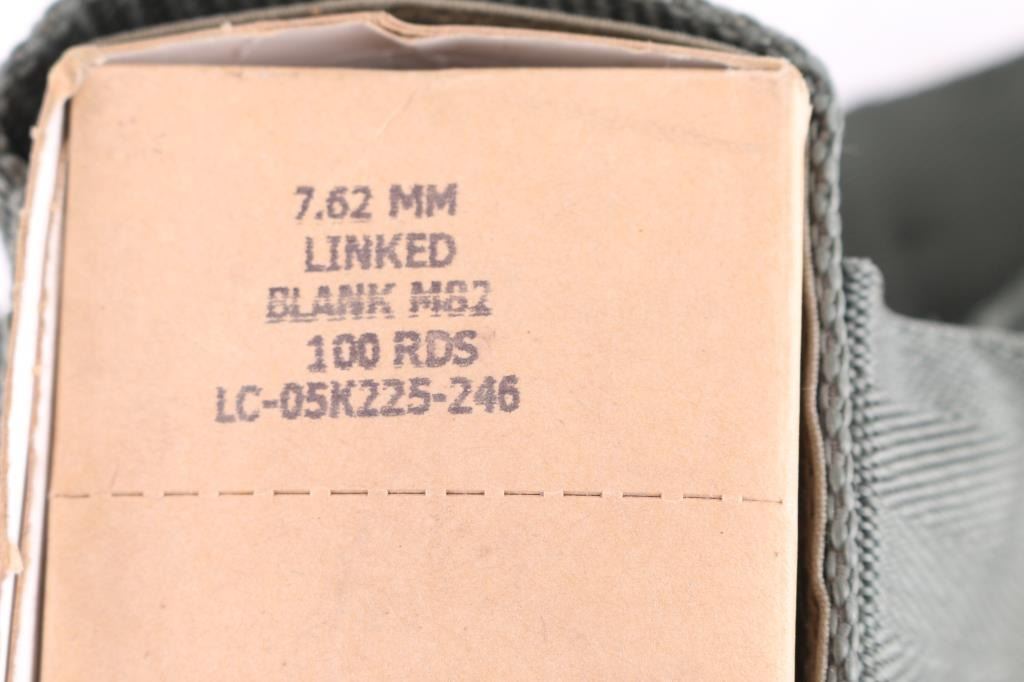 7.62 MM
LINKED
BLANK M82
100 RDS
LC-05K225-246